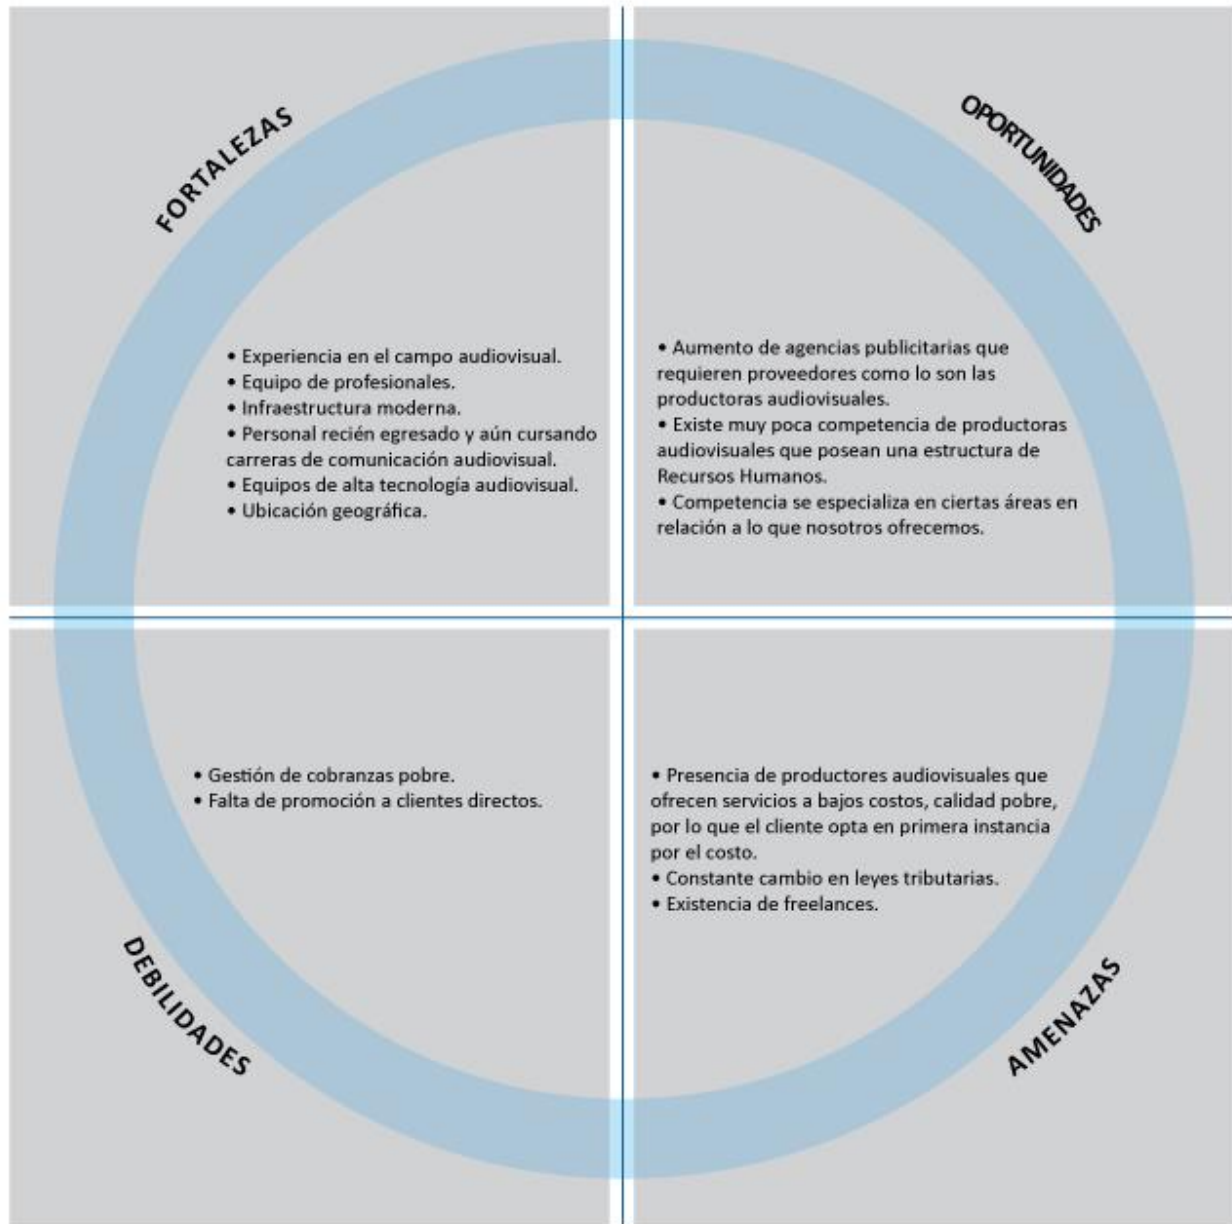 FORTALEZAS
• Experiencia en el campo audiovisual.
• Equipo de profesionales.
• Infraestructura moderna.
• Personal recién egresado y aún cursando
carreras de comunicación audiovisual.
• Equipos de alta tecnología audiovisual.
• Ubicación geográfica.
OPORTUNIDADES
• Aumento de agencias publicitarias que
requieren proveedores como lo son las
productoras audiovisuales.
• Existe muy poca competencia de productoras
audiovisuales que posean una estructura de
Recursos Humanos.
• Competencia se especializa en ciertas áreas en
relación a lo que nosotros ofrecemos.
• Gestión de cobranzas pobre.
• Falta de promoción a clientes directos.
DEBILIDADES
• Presencia de productores audiovisuales que
ofrecen servicios a bajos costos, calidad pobre,
por lo que el cliente opta en primera instancia
por el costo.
• Constante cambio en leyes tributarias.
• Existencia de freelances.
AMENAZAS